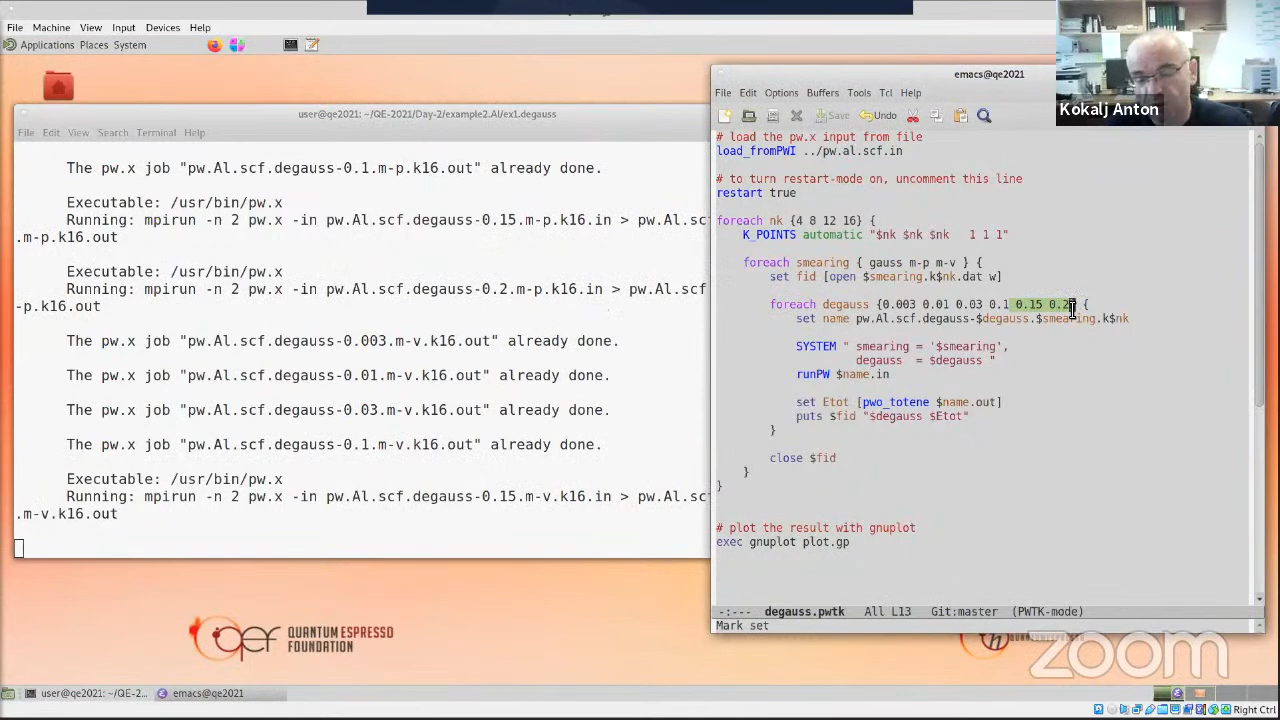 File Machine View Input Devices Help
Applications Places System
user@qe2021: ~/QE-2021/Day-2/example2.Al/ex1.degauss
File Edit View Search Terminal Help
The pw.x job "pw.Al.scf.degauss-0.1.m-p.k16.out" already done.
Executable: /usr/bin/pw.x
Running: mpirun -n 2 pw.x -in pw.Al.scf.degauss-0.15.m-p.k16.in > pw.Al.scf
.m-p.k16.out
Executable: /usr/bin/pw.x
Running: mpirun -n 2 pw.x -in pw.Al.scf.degauss-0.2.m-p.k16.in > pw.Al.scf
-p.k16.out
The pw.x job "pw.Al.scf.degauss-0.003.m-v.k16.out" already done.
The pw.x job "pw.Al.scf.degauss-0.01.m-v.k16.out" already done.
The pw.x job "pw.Al.scf.degauss-0.03.m-v.k16.out" already done.
The pw.x job "pw.Al.scf.degauss-0.1.m-v.k16.out" already done.
Executable: /usr/bin/pw.x
Running: mpirun -n 2 pw.x -in pw.Al.scf.degauss-0.15.m-v.k16.in > pw.Al.scf
.m-v.k16.out
emacs@qe2021
File Edit Options Buffers Tools Tcl Help
Save Undo
# load the pw.x input from file
load_fromPWI ../pw.al.scf.in
# to turn restart-mode on, uncomment this line
restart true
foreach nk {4 8 12 16} {
K_POINTS automatic "$nk $nk $nk 1 1 1"
foreach smearing { gauss m-p m-v } {
set fid [open $smearing.k$nk.dat w]
foreach degauss {0.003 0.01 0.03 0.1 0.15 0.2} {
set name pw.Al.scf.degauss-$degauss.$smearing.k$nk
SYSTEM " smearing = '$smearing',
degauss = $degauss "
runPW $name.in
set Etot [pwo_totene $name.out]
puts $fid "$degauss $Etot"
}
close $fid
}
}
# plot the result with gnuplot
exec gnuplot plot.gp
-:--- degauss.pwtk All L13 Git:master (PWTK-mode)
Mark set
Kokalj Anton
QUANTUM ESPRESSO
FOUNDATION
zoom
user@qe2021: ~/QE-2...
emacs@qe2021
Right Ctrl